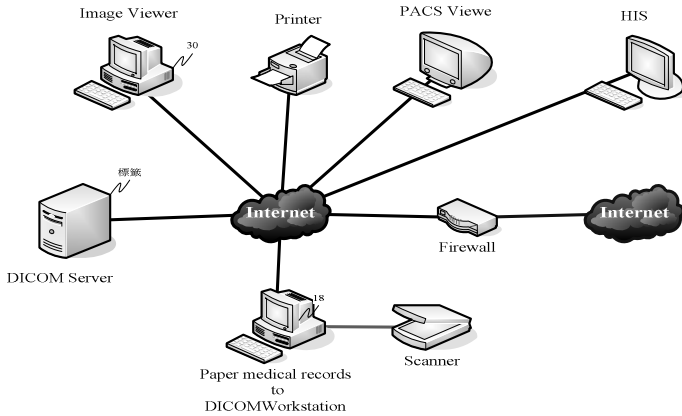 Image Viewer
Printer
PACS Viewe
HIS
30
標籤
Internet
Internet
DICOM Server
Firewall
18
Scanner
Paper medical records
to
DICOMWorkstation